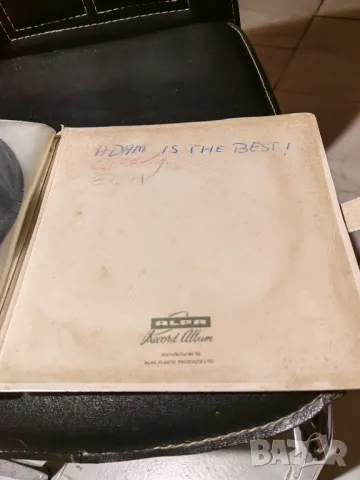 ADAM IS THE BEST!
ALPA
Record Album
manufactured by
ALPA PLASTIC PRODUCTS LTD.
BAZAR